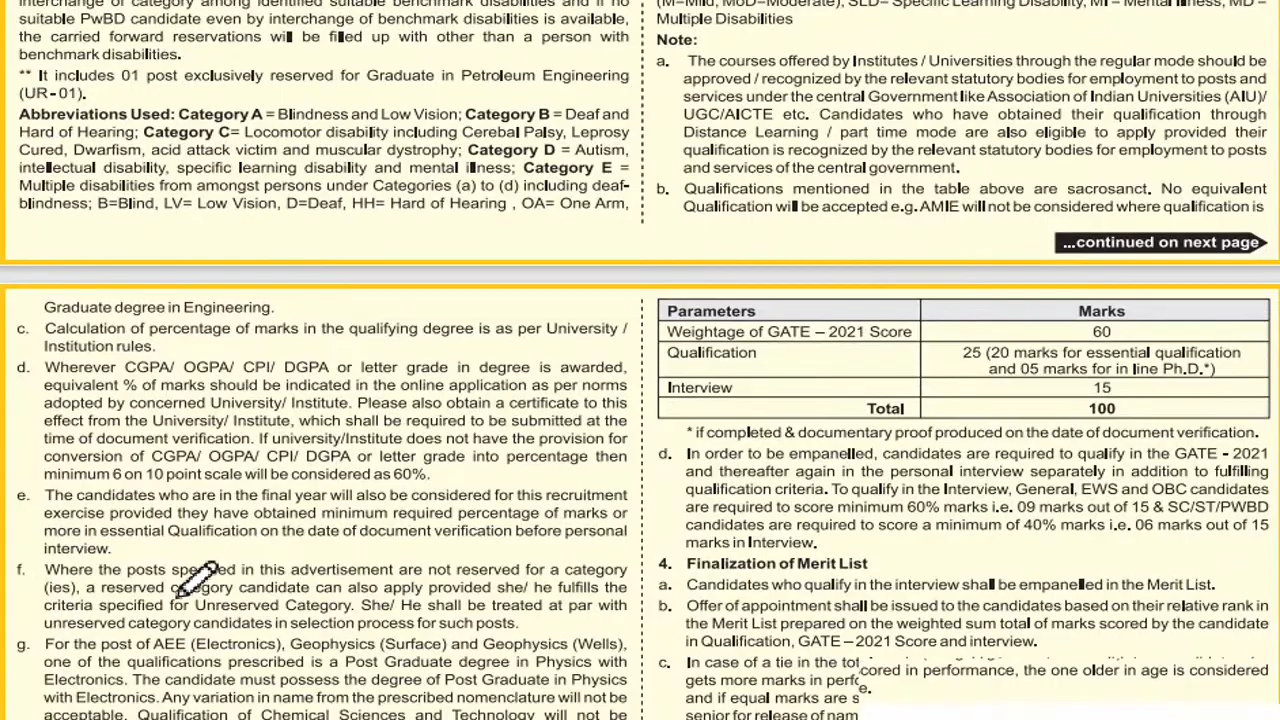 interchange of category among identified suitable benchmark disabilities and if no
suitable PwBD candidate even by interchange of benchmark disabilities is available,
the carried forward reservations will be filled up with other than a person with
benchmark disabilities.
** It includes 01 post exclusively reserved for Graduate in Petroleum Engineering
(UR-01).
Abbreviations Used: Category A = Blindness and Low Vision; Category B = Deaf and
Hard of Hearing; Category C= Locomotor disability including Cerebal Palsy, Leprosy
Cured, Dwarfism, acid attack victim and muscular dystrophy; Category D = Autism,
intellectual disability, specific learning disability and mental illness; Category E =
Multiple disabilities from amongst persons under Categories (a) to (d) including deaf-
blindness; B=Blind, LV= Low Vision, D=Deaf, HH= Hard of Hearing , OA= One Arm,
(M=Mild, MoD=Moderate), SLD= Specific Learning Disability, MI= Mental Illness, MD =
Multiple Disabilities
Note:
a. The courses offered by Institutes / Universities through the regular mode should be
approved / recognized by the relevant statutory bodies for employment to posts and
services under the central Government like Association of Indian Universities (AIU)/
UGC/AICTE etc. Candidates who have obtained their qualification through
Distance Learning / part time mode are also eligible to apply provided their
qualification is recognized by the relevant statutory bodies for employment to posts
and services of the central government.
b. Qualifications mentioned in the table above are sacrosanct. No equivalent
Qualification will be accepted e.g. AMIE will not be considered where qualification is
...continued on next page
Graduate degree in Engineering.
c. Calculation of percentage of marks in the qualifying degree is as per University /
Institution rules.
d. Wherever CGPA/ OGPA/ CPI/ DGPA or letter grade in degree is awarded,
equivalent % of marks should be indicated in the online application as per norms
adopted by concerned University/ Institute. Please also obtain a certificate to this
effect from the University/ Institute, which shall be required to be submitted at the
time of document verification. If university/Institute does not have the provision for
conversion of CGPA/ OGPA/ CPI/ DGPA or letter grade into percentage then
minimum 6 on 10 point scale will be considered as 60%.
e. The candidates who are in the final year will also be considered for this recruitment
exercise provided they have obtained minimum required percentage of marks or
more in essential Qualification on the date of document verification before personal
interview.
f. Where the posts in this advertisement are not reserved for a category
(ies), a reserved category candidate can also apply provided she/ he fulfills the
criteria specified for Unreserved Category. She/ He shall be treated at par with
unreserved category candidates in selection process for such posts.
g. For the post of AEE (Electronics), Geophysics (Surface) and Geophysics (Wells),
one of the qualifications prescribed is a Post Graduate degree in Physics with
Electronics. The candidate must possess the degree of Post Graduate in Physics
with Electronics. Any variation in name from the prescribed nomenclature will not be
acceptable. Qualification of Chemical Sciences and Technology will not be
Parameters Marks
Weightage of GATE – 2021 Score 60
Qualification 25 (20 marks for essential qualification
and 05 marks for in line Ph.D.*)
Interview 15
Total 100
* if completed & documentary proof produced on the date of document verification.
d. In order to be empanelled, candidates are required to qualify in the GATE - 2021
and thereafter again in the personal interview separately in addition to fulfilling
qualification criteria. To qualify in the Interview, General, EWS and OBC candidates
are required to score minimum 60% marks i.e. 09 marks out of 15 & SC/ST/PWBD
candidates are required to score a minimum of 40% marks i.e. 06 marks out of 15
marks in Interview.
4. Finalization of Merit List
a. Candidates who qualify in the interview shall be empanelled in the Merit List.
b. Offer of appointment shall be issued to the candidates based on their relative rank in
the Merit List prepared on the weighted sum total of marks scored by the candidate
in Qualification, GATE – 2021 Score and interview.
c. In case of a tie in the
cored in performance, the one older in age is considered
gets more marks in
e.
and if equal marks are
senior for release of